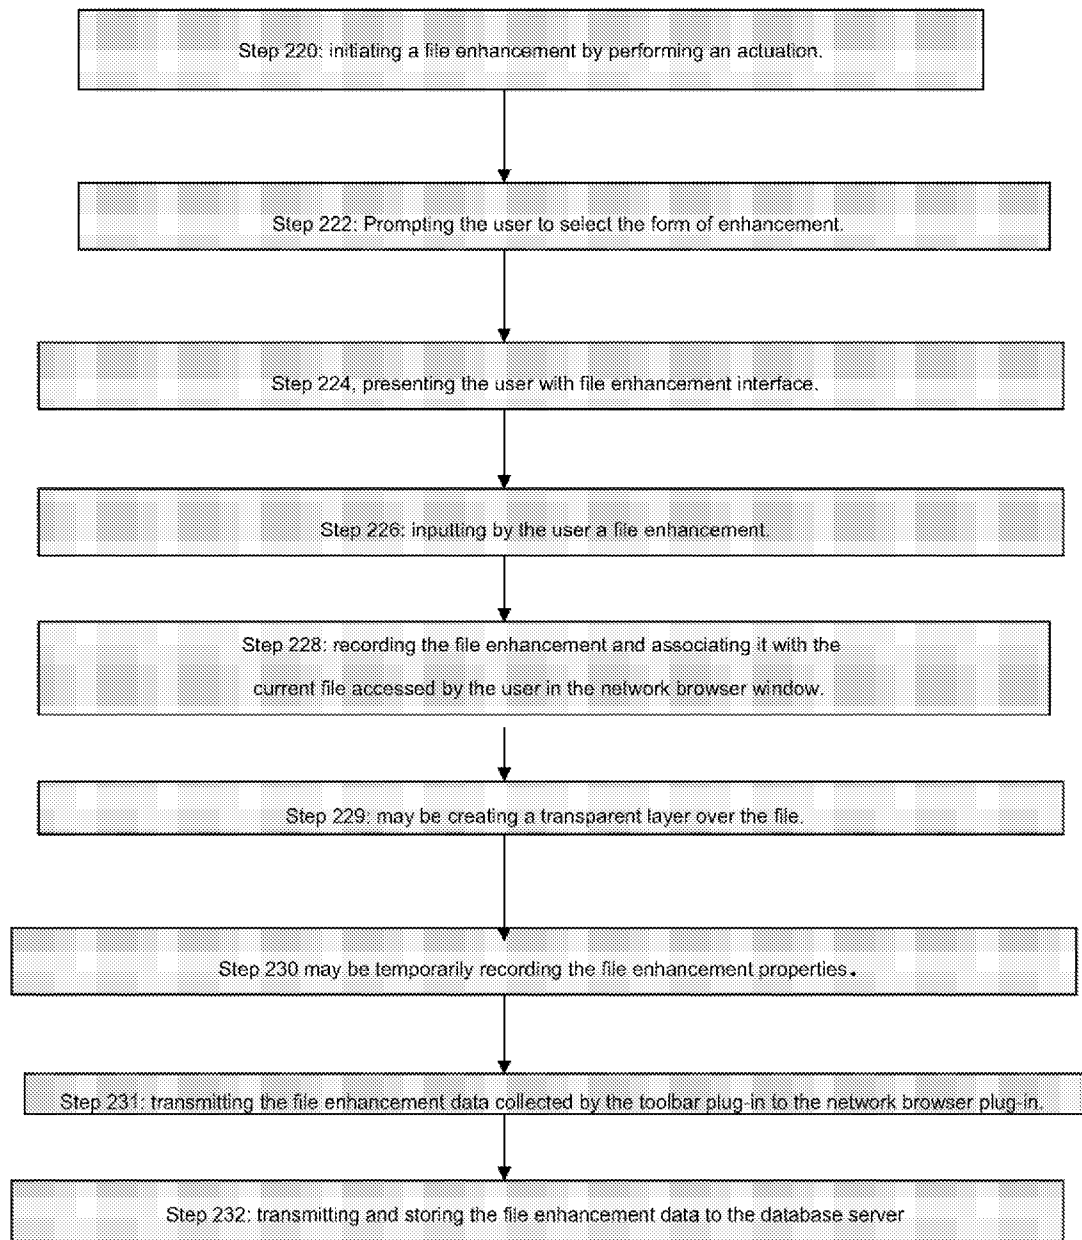 Step 220: initiating a file enhancement by performing an actuation.
Step 222: Prompting the user to select the form of enhancement.
Step 224, presenting the user with file enhancement interface.
Step 226: inputting by the user a file enhancement.
Step 228: recording the file enhancement and associating it with the
current file accessed by the user in the network browser window.
Step 229: may be creating a transparent layer over the file.
Step 230 may be temporarily recording the file enhancement properties.
Step 231: transmitting the file enhancement data collected by the toolbar plug-in to the network browser plug-in.
Step 232: transmitting and storing the file enhancement data to the database server